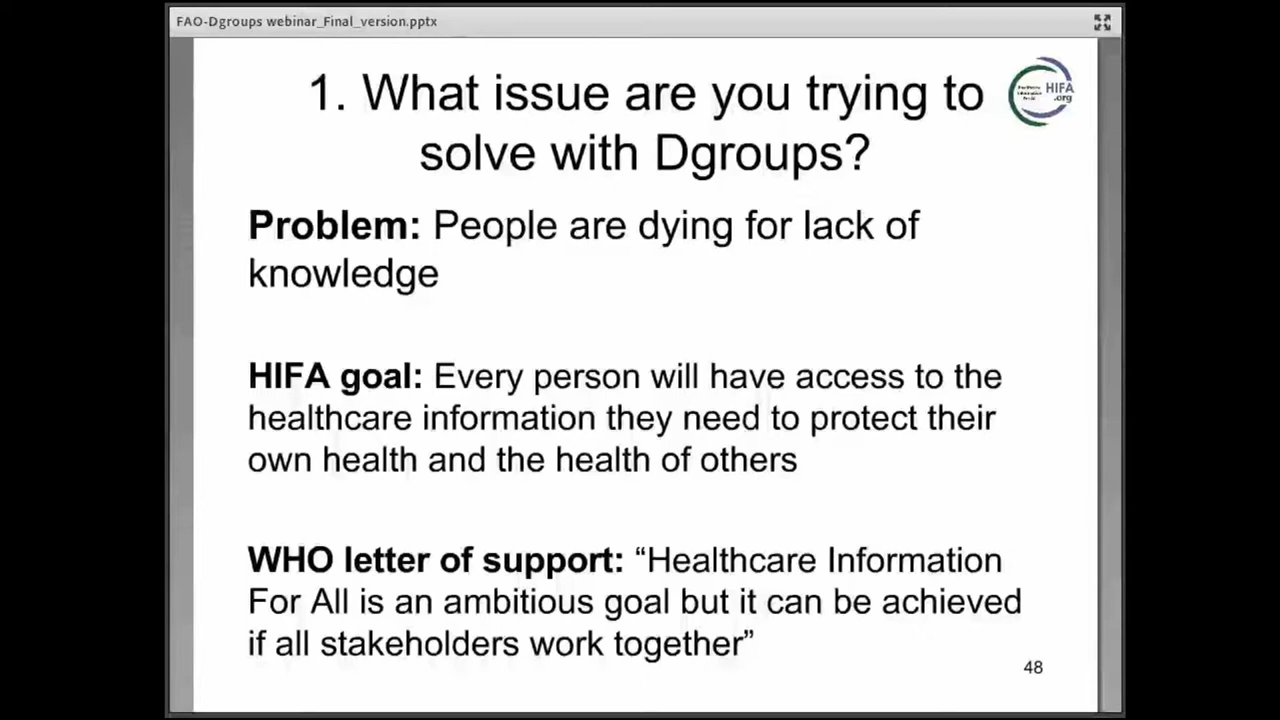 FAO-Dgroups webinar_Final_version.pptx
1. What issue are you trying to
solve with Dgroups?
HIFA
.org
Problem: People are dying for lack of
knowledge
HIFA goal: Every person will have access to the
healthcare information they need to protect their
own health and the health of others
WHO letter of support: “Healthcare Information
For All is an ambitious goal but it can be achieved
if all stakeholders work together”
48